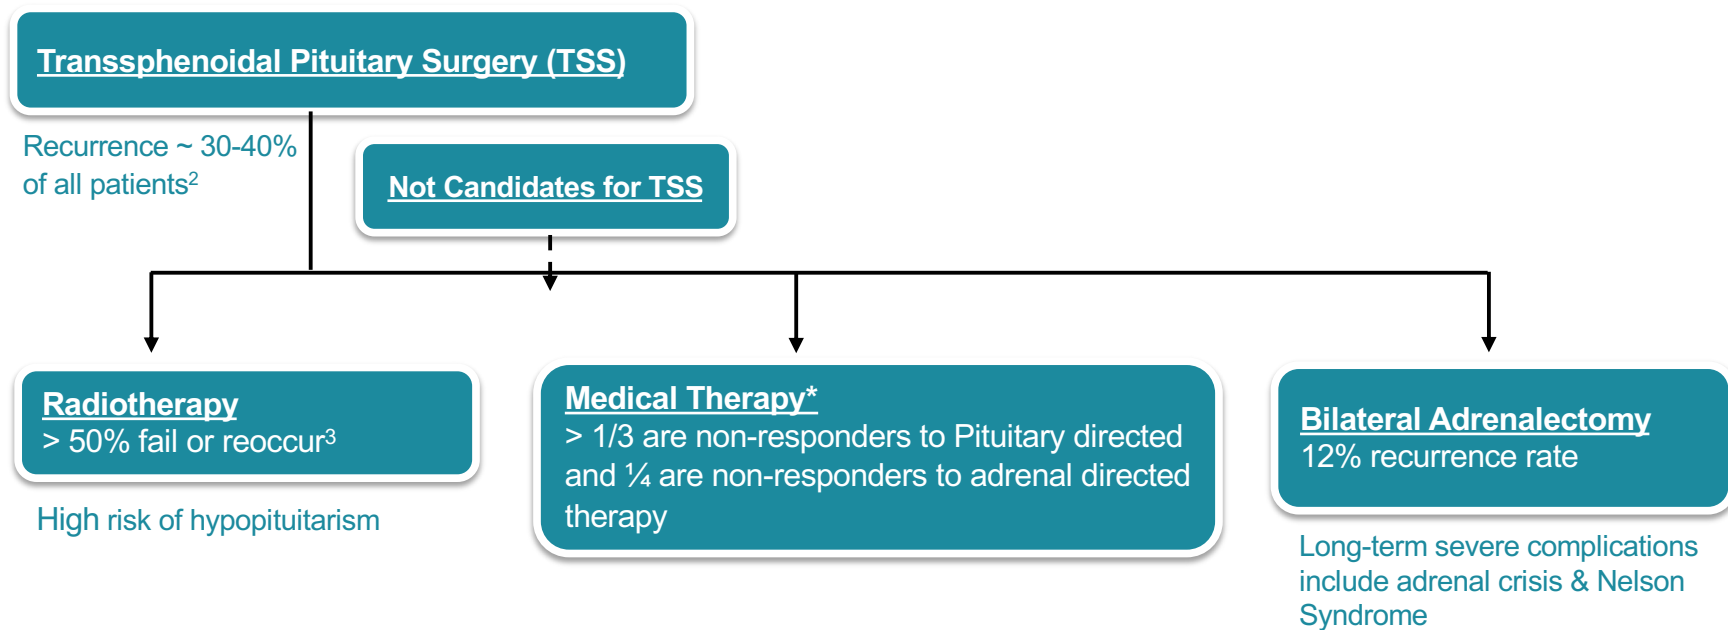 Transsphenoidal Pituitary Surgery (TSS)
Recurrence ~ 30-40%
of all patients²
Not Candidates for TSS
Radiotherapy
> 50% fail or reoccur³
High risk of hypopituitarism
Medical Therapy*
> 1/3 are non-responders to Pituitary directed
and ¼ are non-responders to adrenal directed
therapy
Bilateral Adrenalectomy
12% recurrence rate
Long-term severe complications
include adrenal crisis & Nelson
Syndrome